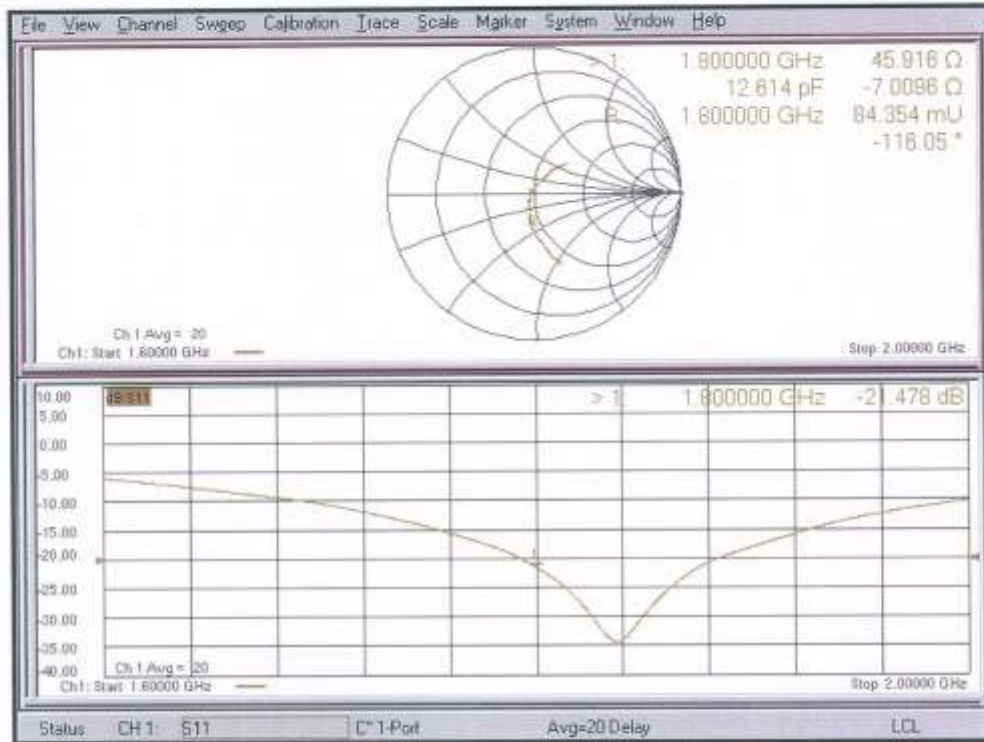 File View Channel Sweep Calibration Trace Scale Marker System Window Help
> 1: 1.800000 GHz 45.916 Ω
12.614 pF -7.0096 Ω
R: 1.800000 GHz 84.354 mU
-116.05 °
Ch 1 Avg = 20
Ch1: Start 1.60000 GHz Stop 2.00000 GHz
10.00 dB S11 > 1: 1.800000 GHz -21.478 dB
5.00
0.00
-5.00
-10.00
-15.00
-20.00 1
-25.00
-30.00
-35.00
-40.00 Ch 1 Avg = 20
Ch1: Start 1.60000 GHz Stop 2.00000 GHz
Status CH 1: S11 C* 1-Port Avg=20 Delay LCL